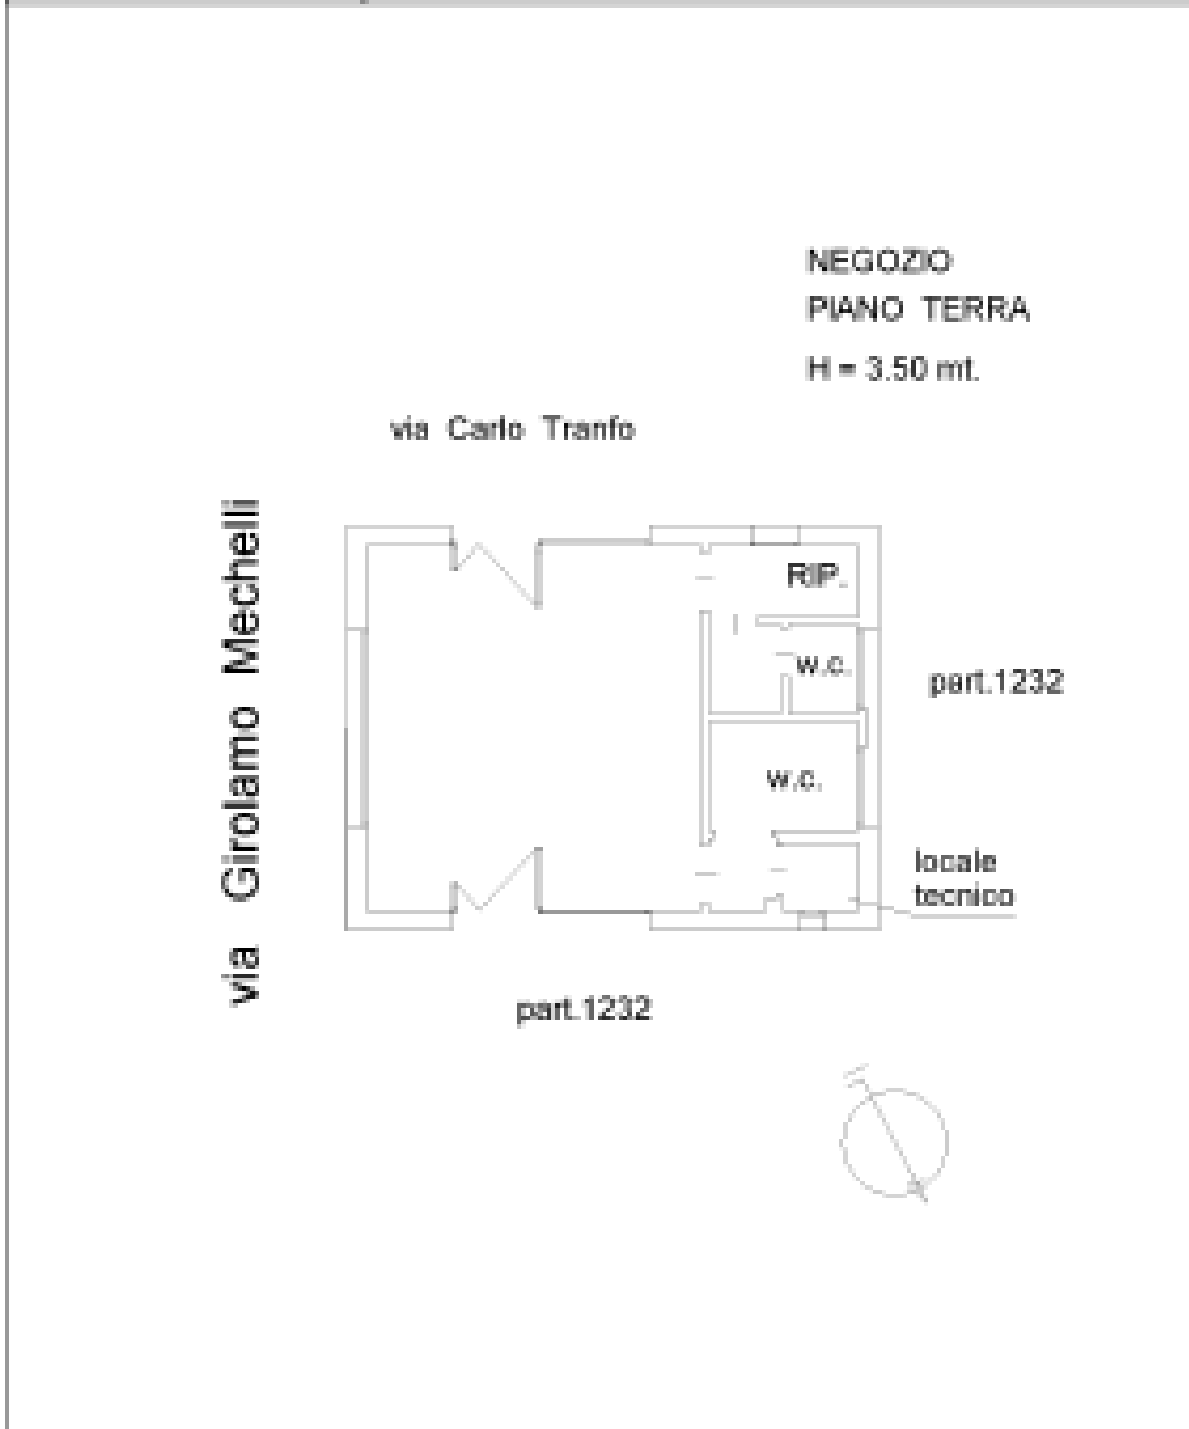 NEGOZIO
PIANO TERRA
H = 3.50 mt.
via Carlo Tranfo
via Girolamo Mechelli
RIP.
w.c.
part.1232
w.c.
locale
tecnico
part.1232